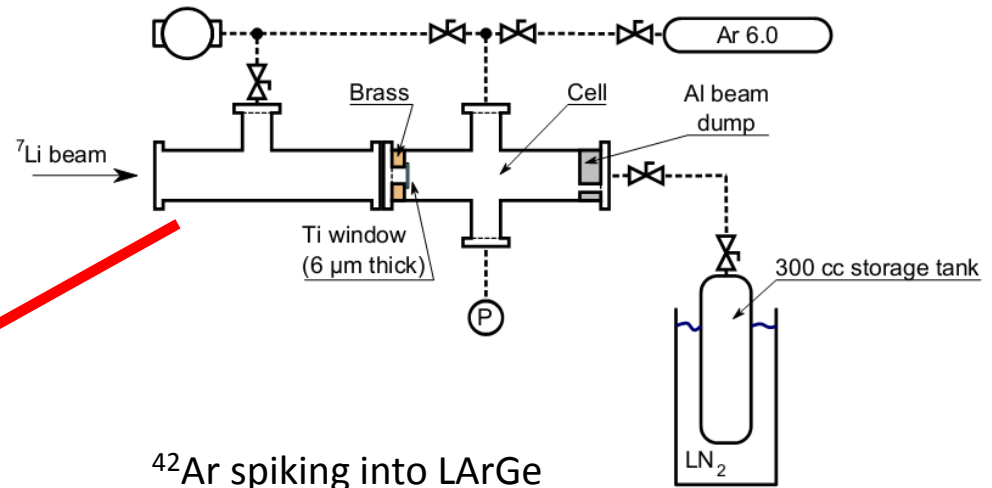 Ar 6.0
Brass
Cell
Al beam
dump
⁷Li beam
Ti window
(6 µm thick)
300 cc storage tank
P
LN₂
⁴²Ar spiking into LArGe